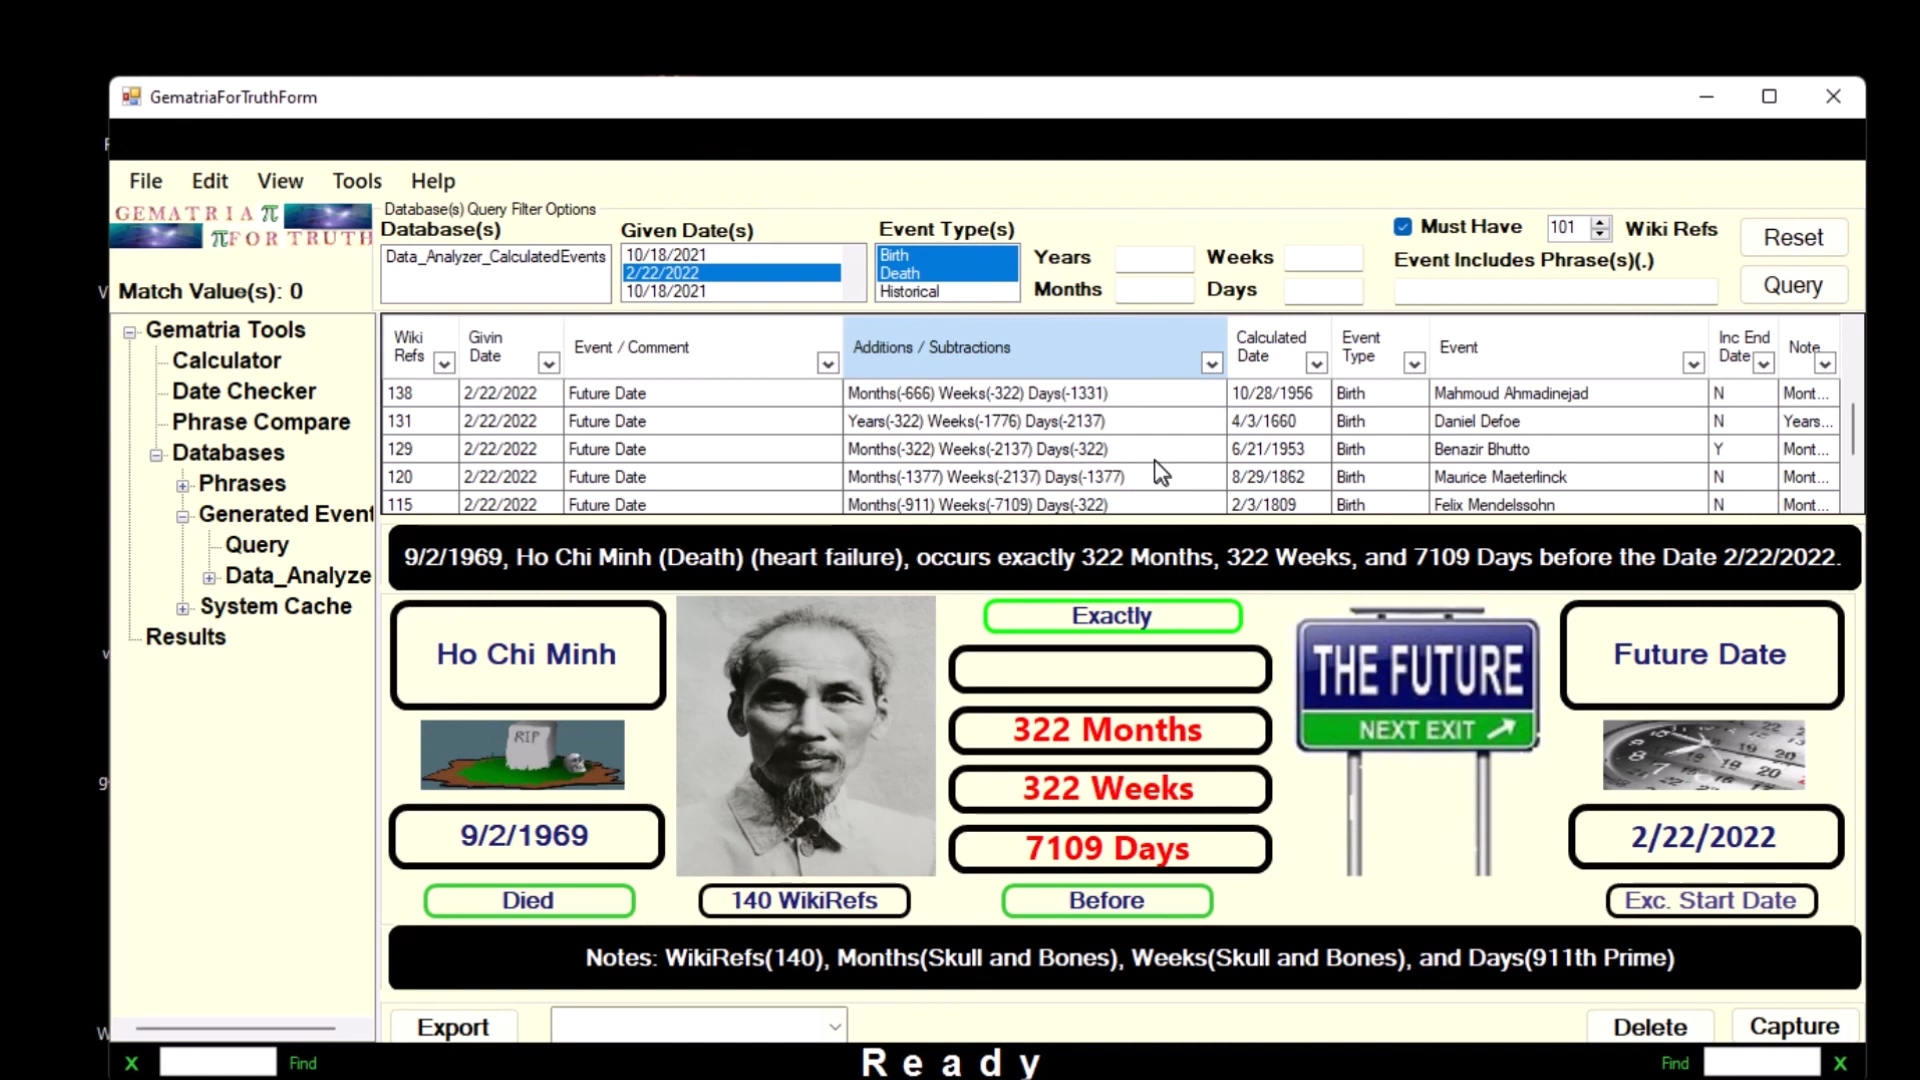 GematriaForTruthForm
File Edit View Tools Help
GEMATRIA π
πFOR TRUTH
Match Value(s): 0
Database(s) Query Filter Options
Database(s)
Data_Analyzer_CalculatedEvents
Given Date(s)
10/18/2021
2/22/2022
10/18/2021
Event Type(s)
Birth
Death
Historical
Years
Weeks
Months
Days
Must Have 101 Wiki Refs
Event Includes Phrase(s)(.)
Reset
Query
Gematria Tools
Calculator
Date Checker
Phrase Compare
Databases
Phrases
Generated Event
Query
Data_Analyze
System Cache
Results
Wiki Refs Givin Date Event / Comment Additions / Subtractions Calculated Date Event Type Event Inc End Date Note
138 2/22/2022 Future Date Months(-666) Weeks(-322) Days(-1331) 10/28/1956 Birth Mahmoud Ahmadinejad N Mont...
131 2/22/2022 Future Date Years(-322) Weeks(-1776) Days(-2137) 4/3/1660 Birth Daniel Defoe N Years...
129 2/22/2022 Future Date Months(-322) Weeks(-2137) Days(-322) 6/21/1953 Birth Benazir Bhutto Y Mont...
120 2/22/2022 Future Date Months(-1377) Weeks(-2137) Days(-1377) 8/29/1862 Birth Maurice Maeterlinck N Mont...
115 2/22/2022 Future Date Months(-911) Weeks(-7109) Days(-322) 2/3/1809 Birth Felix Mendelssohn N Mont...
9/2/1969, Ho Chi Minh (Death) (heart failure), occurs exactly 322 Months, 322 Weeks, and 7109 Days before the Date 2/22/2022.
Ho Chi Minh
RIP
9/2/1969
Died
140 WikiRefs
Exactly
322 Months
322 Weeks
7109 Days
Before
THE FUTURE
NEXT EXIT
Future Date
2/22/2022
Exc. Start Date
Notes: WikiRefs(140), Months(Skull and Bones), Weeks(Skull and Bones), and Days(911th Prime)
Export
Delete
Capture
X
Find
Ready
Find
X